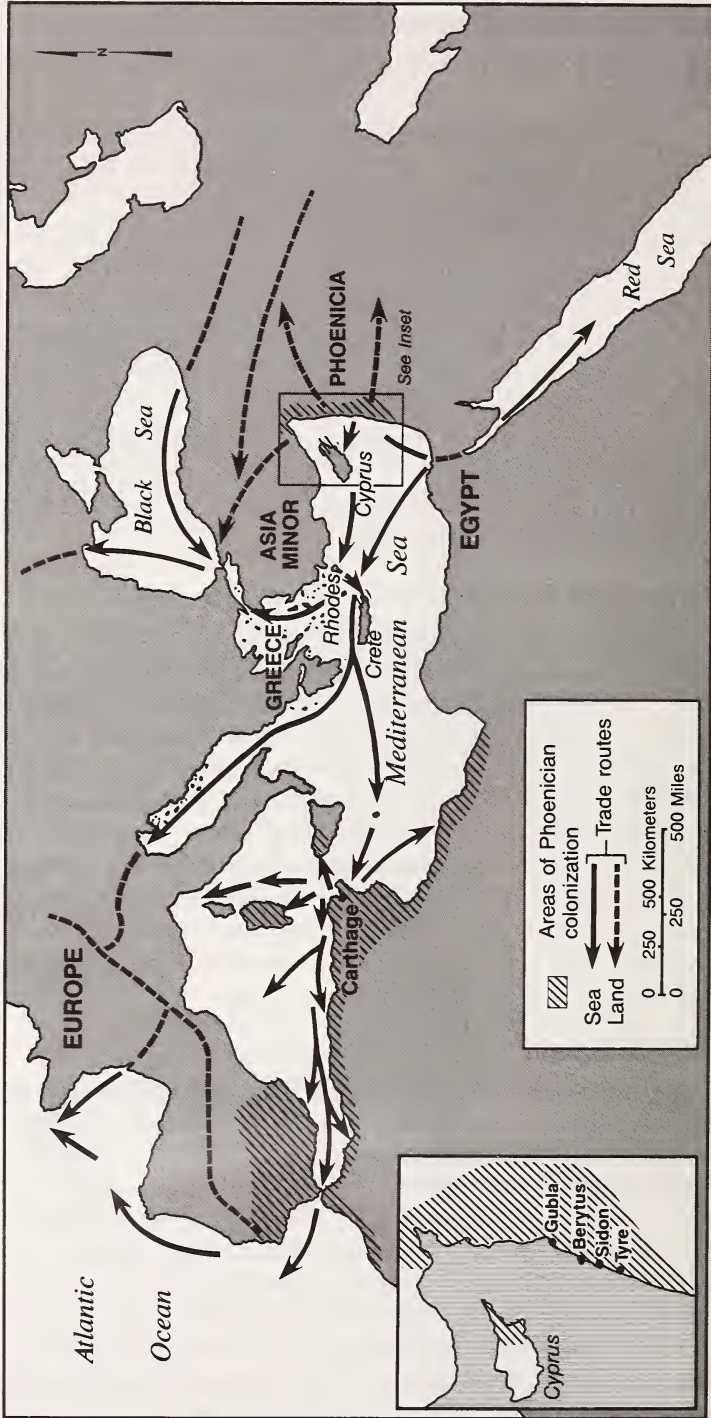 N
Atlantic
Ocean
EUROPE
Black Sea
ASIA
MINOR
GREECE
Rhodes
Crete
Cyprus
PHOENICIA
See Inset
Mediterranean Sea
Carthage
EGYPT
Red
Sea
Cyprus
Gubla
Berytus
Sidon
Tyre
Areas of Phoenician
colonization
Sea
Land
Trade routes
0 250 500 Kilometers
0 250 500 Miles